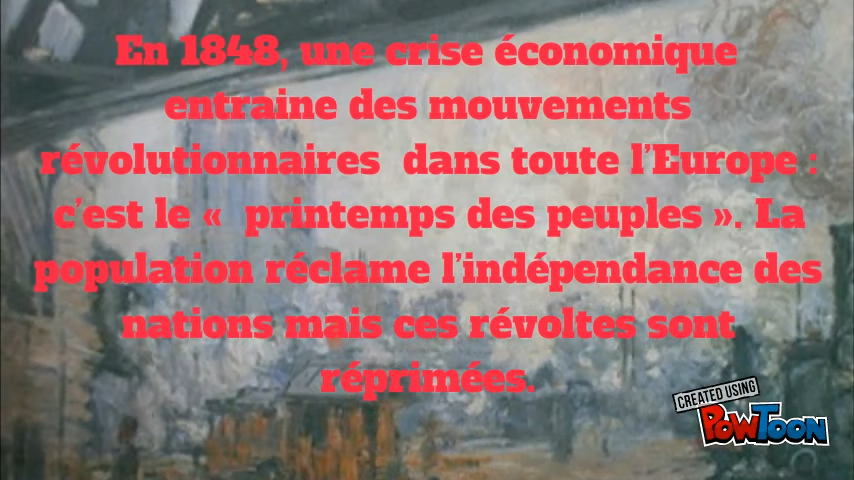 En 1848, une crise économique
entraine des mouvements
révolutionnaires dans toute l'Europe :
c'est le « printemps des peuples ». La
population réclame l'indépendance des
nations mais ces révoltes sont
réprimées.
CREATED USING
POWTOON